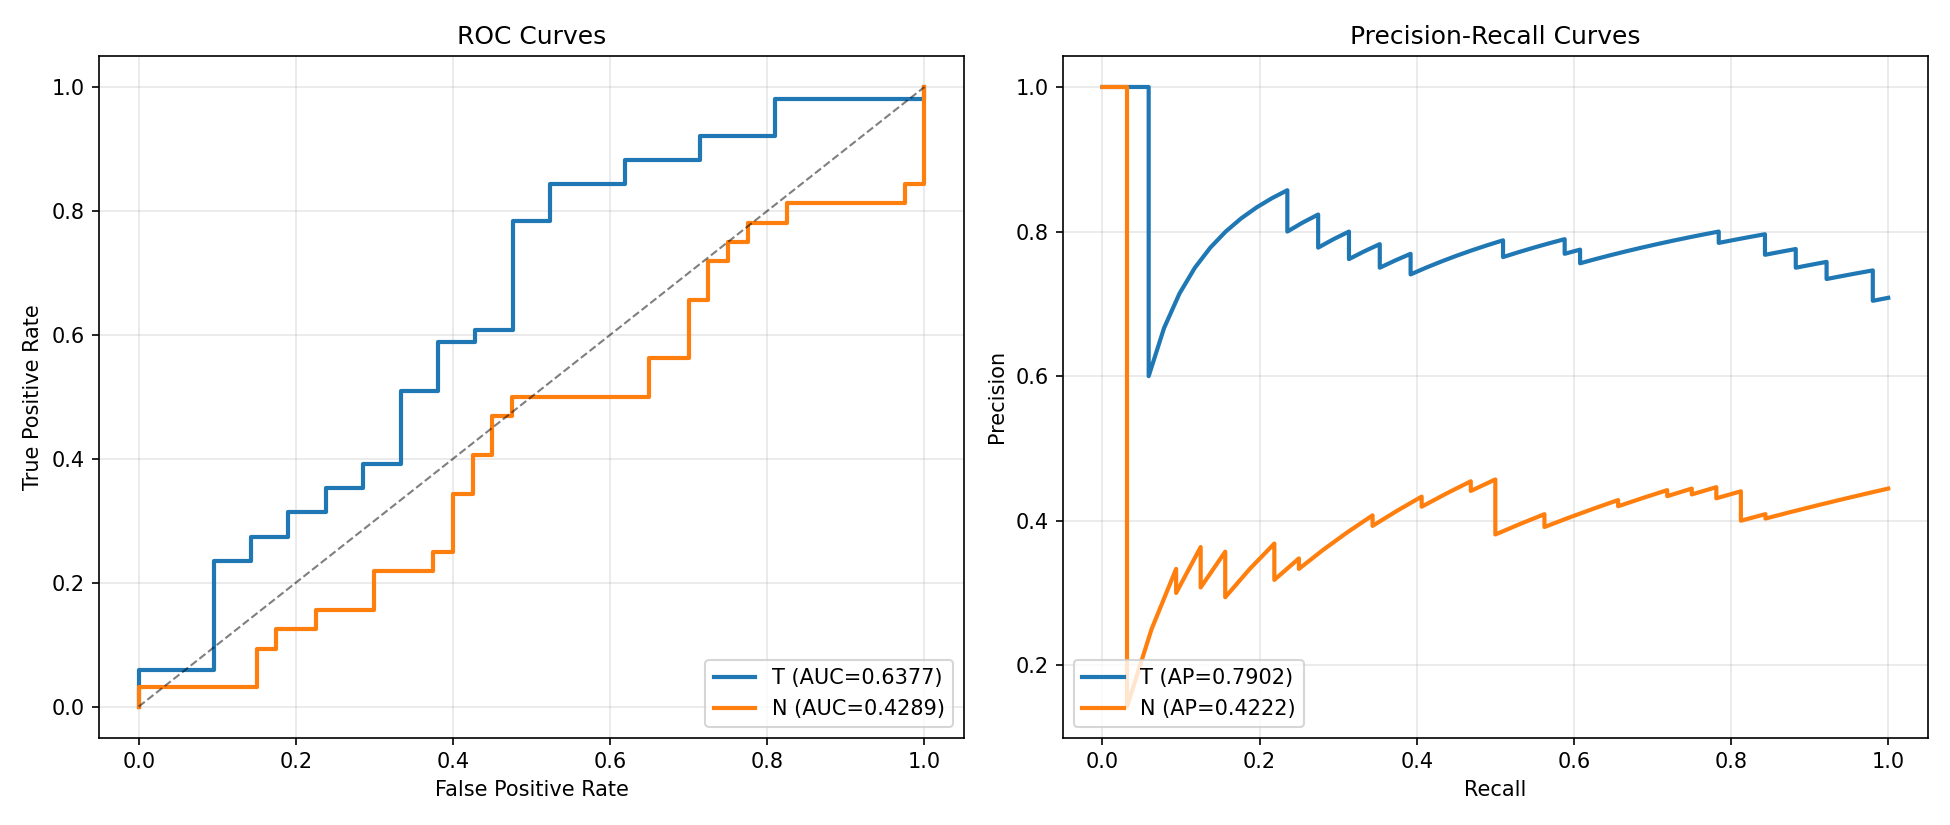 ROC Curves
True Positive Rate
1.0
0.8
0.6
0.4
0.2
0.0
T (AUC=0.6377)
N (AUC=0.4289)
0.0 0.2 0.4 0.6 0.8 1.0
False Positive Rate
Precision-Recall Curves
Precision
1.0
0.8
0.6
0.4
0.2
T (AP=0.7902)
N (AP=0.4222)
0.0 0.2 0.4 0.6 0.8 1.0
Recall